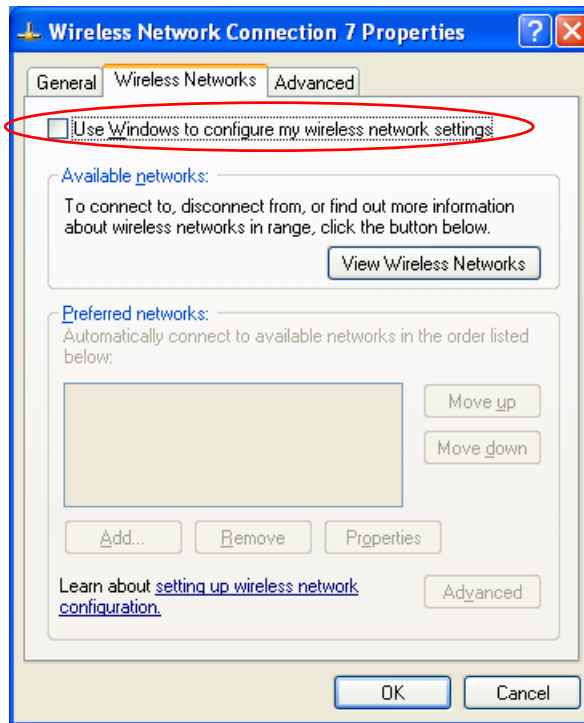 Wireless Network Connection 7 Properties
General
Wireless Networks
Advanced
Use Windows to configure my wireless network settings
Available networks:
To connect to, disconnect from, or find out more information
about wireless networks in range, click the button below.
View Wireless Networks
Preferred networks:
Automatically connect to available networks in the order listed
below:
Move up
Move down
Add...
Remove
Properties
Learn about setting up wireless network
configuration.
Advanced
OK
Cancel